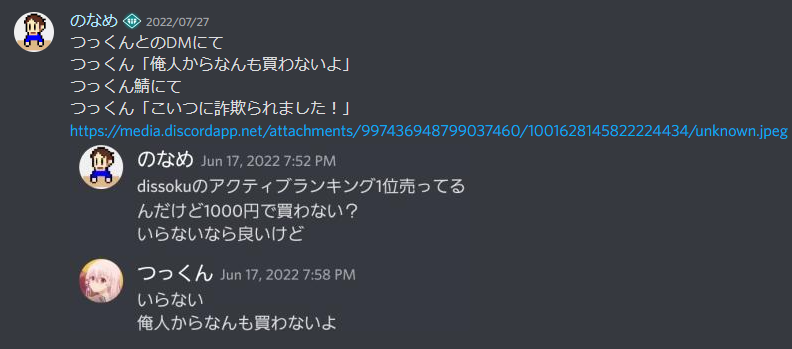 のなめ 2022/07/27
つっくんとのDMにて
つっくん「俺人からなんも買わないよ」
つっくん鯖にて
つっくん「こいつに詐欺られました！」
https://media.discordapp.net/attachments/997436948799037460/1001628145822224434/unknown.jpeg
のなめ Jun 17, 2022 7:52 PM
dissokuのアクティブランキング1位売ってる
んだけど1000円で買わない？
いらないなら良いけど
つっくん Jun 17, 2022 7:58 PM
いらない
俺人からなんも買わないよ